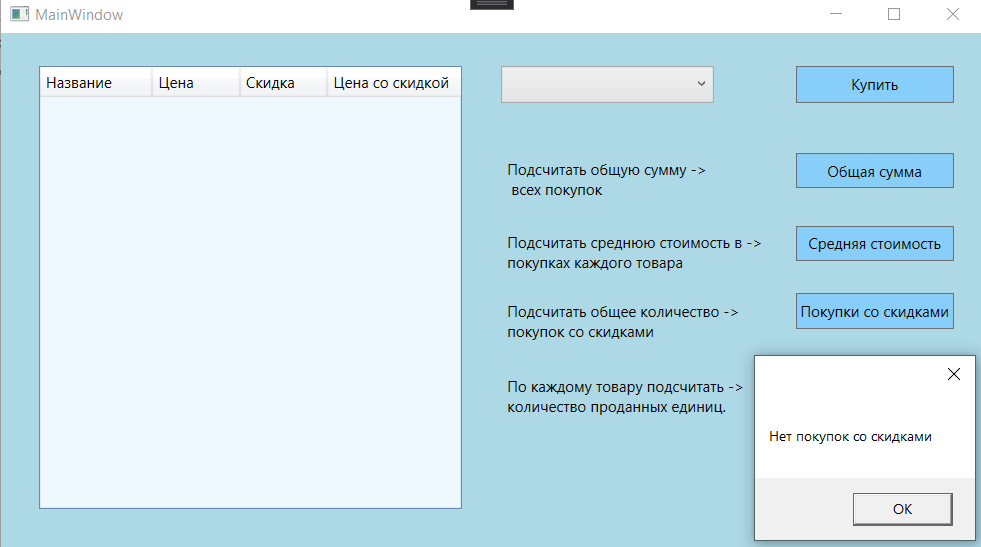 MainWindow
Название Цена Скидка Цена со скидкой
Купить
Подсчитать общую сумму ->
всех покупок
Общая сумма
Подсчитать среднюю стоимость в ->
покупках каждого товара
Средняя стоимость
Подсчитать общее количество ->
покупок со скидками
Покупки со скидками
По каждому товару подсчитать ->
количество проданных единиц.
Нет покупок со скидками
OK